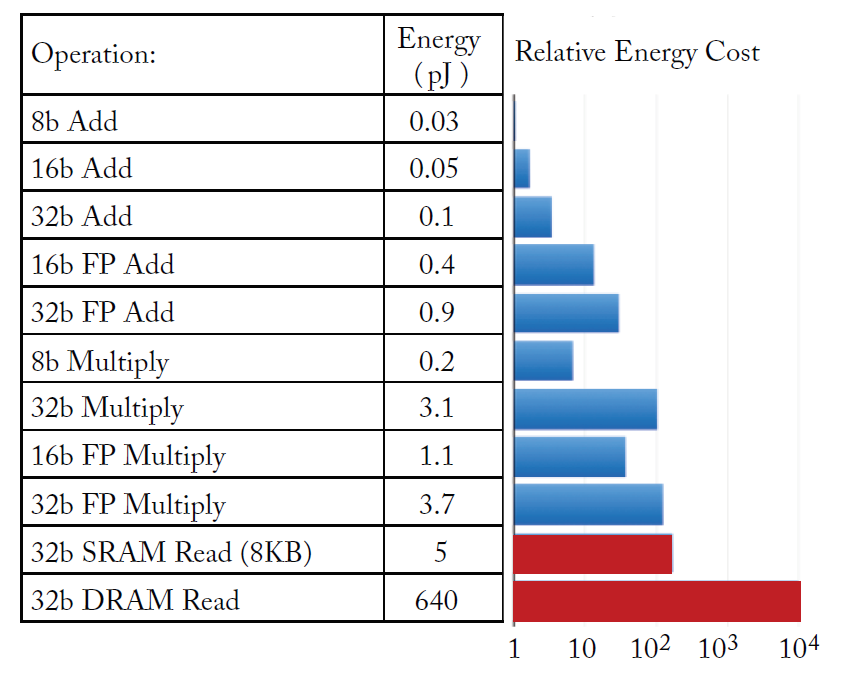 Operation:
Energy
(pJ)
Relative Energy Cost
8b Add 0.03
16b Add 0.05
32b Add 0.1
16b FP Add 0.4
32b FP Add 0.9
8b Multiply 0.2
32b Multiply 3.1
16b FP Multiply 1.1
32b FP Multiply 3.7
32b SRAM Read (8KB) 5
32b DRAM Read 640
1 10 10² 10³ 10⁴